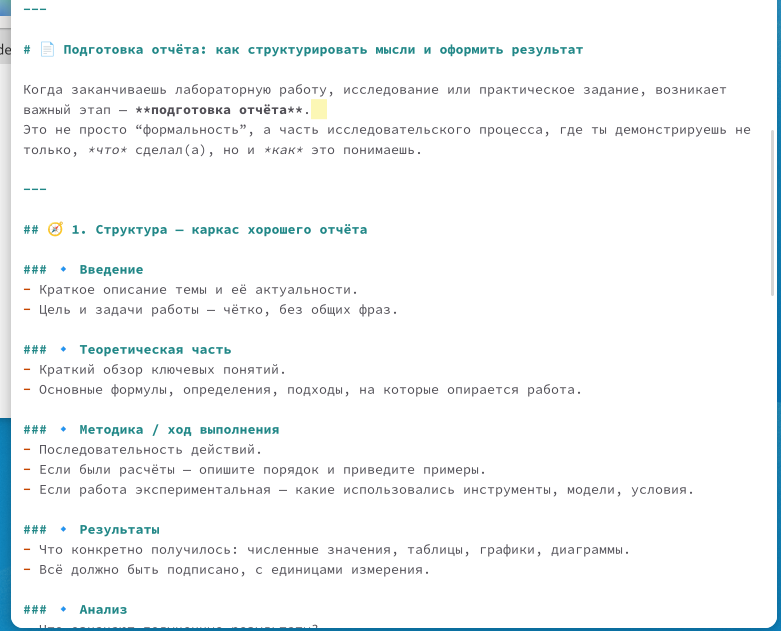 ---
# 📄 Подготовка отчёта: как структурировать мысли и оформить результат
Когда заканчиваешь лабораторную работу, исследование или практическое задание, возникает
важный этап — **подготовка отчёта**.
Это не просто “формальность”, а часть исследовательского процесса, где ты демонстрируешь не
только, *что* сделал(а), но и *как* это понимаешь.
---
## 🧭 1. Структура — каркас хорошего отчёта
### 🔹 Введение
- Краткое описание темы и её актуальности.
- Цель и задачи работы — чётко, без общих фраз.
### 🔹 Теоретическая часть
- Краткий обзор ключевых понятий.
- Основные формулы, определения, подходы, на которые опирается работа.
### 🔹 Методика / ход выполнения
- Последовательность действий.
- Если были расчёты — опишите порядок и приведите примеры.
- Если работа экспериментальная — какие использовались инструменты, модели, условия.
### 🔹 Результаты
- Что конкретно получилось: численные значения, таблицы, графики, диаграммы.
- Всё должно быть подписано, с единицами измерения.
### 🔹 Анализ